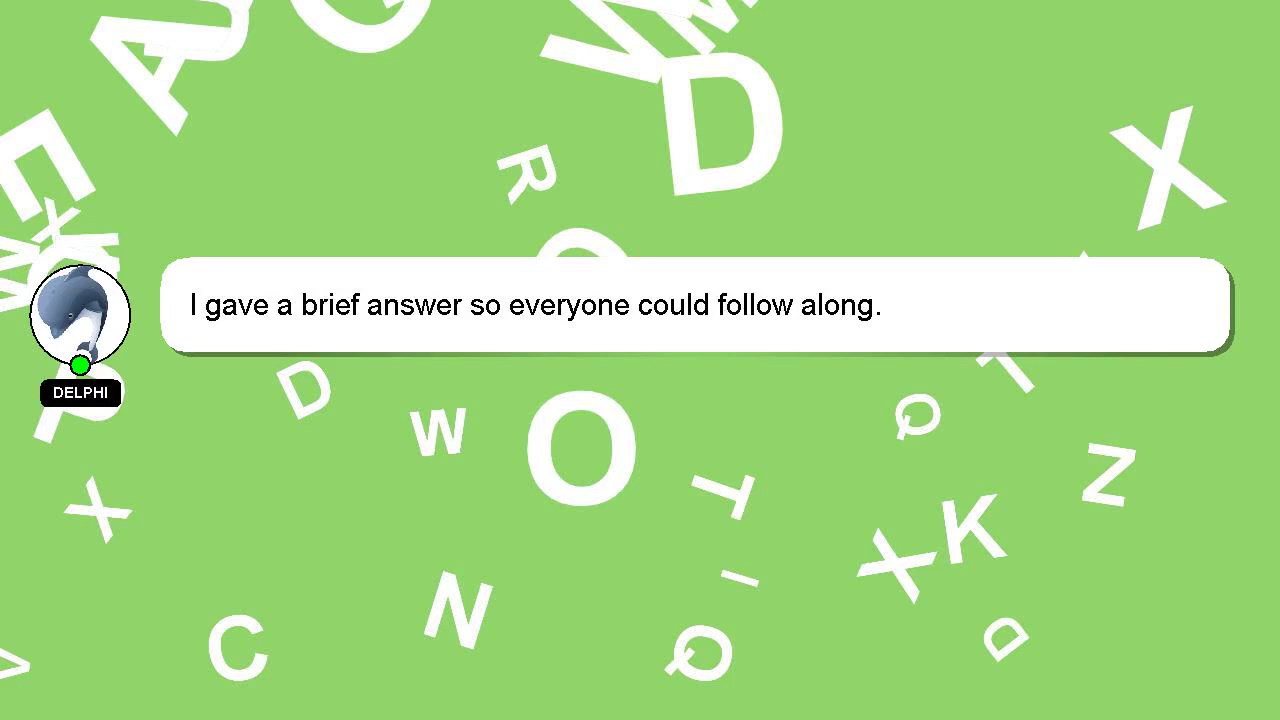 I gave a brief answer so everyone could follow along.
DELPHI
A
G
W
M
D
E
R
X
X
W
O
D
W
O
T
Q
T
Z
X
K
X
I
N
C
Q
D
V